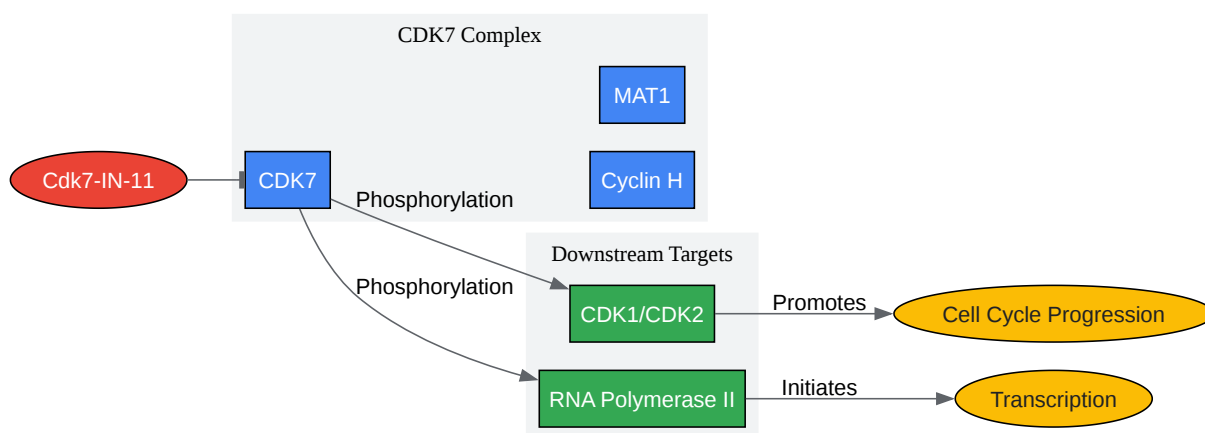 CDK7 Complex
MAT1
Cdk7-IN-11
CDK7
Cyclin H
Phosphorylation
Downstream Targets
Phosphorylation
CDK1/CDK2
Promotes
Cell Cycle Progression
RNA Polymerase II
Initiates
Transcription